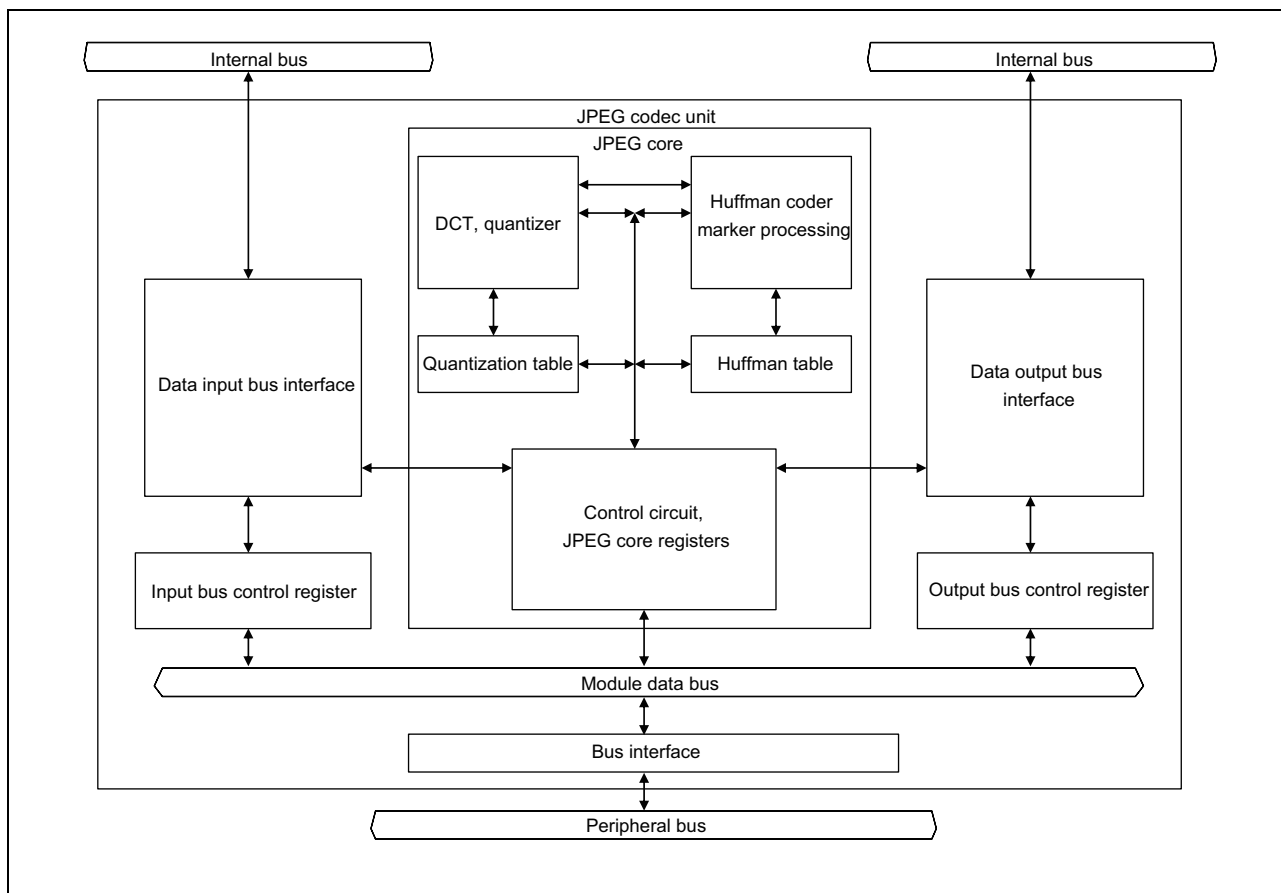 Internal bus
Internal bus
JPEG codec unit
JPEG core
DCT, quantizer
Huffman coder
marker processing
Quantization table
Huffman table
Data input bus interface
Data output bus
interface
Control circuit,
JPEG core registers
Input bus control register
Output bus control register
Module data bus
Bus interface
Peripheral bus